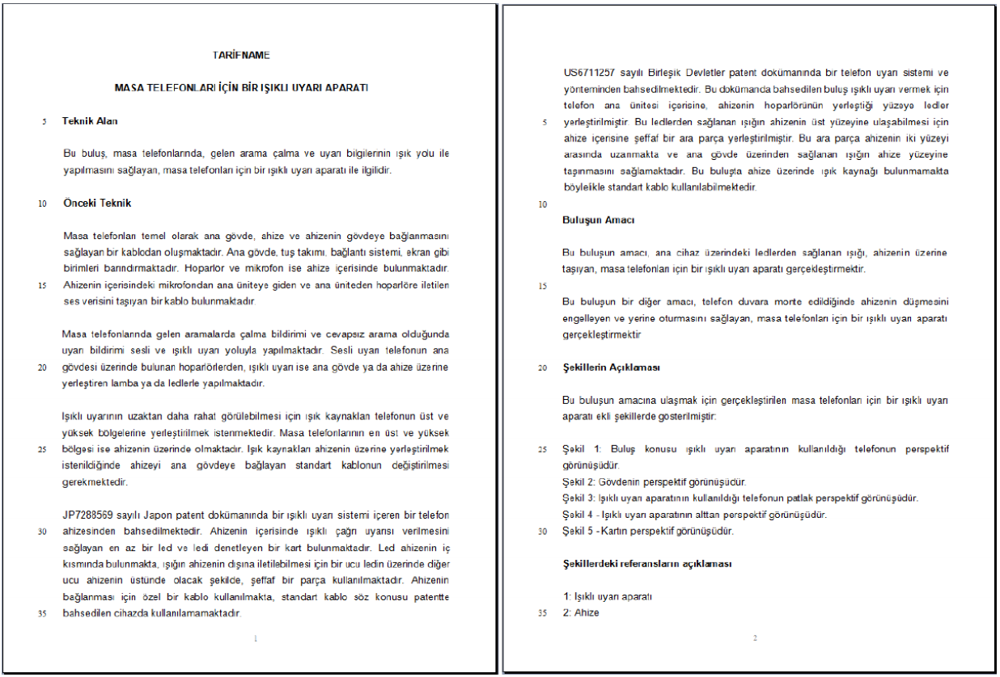 TARİFNAME
MASA TELEFONLARI İÇİN BİR IŞIKLI UYARI APARATI
5 Teknik Alan
Bu buluş, masa telefonlarında, gelen arama çalma ve uyarı bilgilerinin ışık yolu ile
yapılmasını sağlayan, masa telefonları için bir ışıklı uyarı aparatı ile ilgilidir.
10 Önceki Teknik
Masa telefonları temel olarak ana gövde, ahize ve ahizenin gövdeye bağlanmasını
sağlayan bir kablodan oluşmaktadır. Ana gövde, tuş takımı, bağlantı sistemi, ekran gibi
birimleri barındırmaktadır. Hoparlör ve mikrofon ise ahize içerisinde bulunmaktadır.
15 Ahizenin içerisindeki mikrofondan ana üniteye giden ve ana üniteden hoparlöre iletilen
ses verisini taşıyan bir kablo bulunmaktadır.
Masa telefonlarında gelen aramalarda çalma bildirimi ve cevapsız arama olduğunda
uyarı bildirimi sesli ve ışıklı uyarı yoluyla yapılmaktadır. Sesli uyarı telefonun ana
20 gövdesi üzerinde bulunan hoparlörlerden, ışıklı uyarı ise ana gövde ya da ahize üzerine
yerleştiren lamba ya da ledlerle yapılmaktadır.
Işıklı uyarının uzaktan daha rahat görülebilmesi için ışık kaynakları telefonun üst ve
yüksek bölgelerine yerleştirilmek istenmektedir. Masa telefonlarının en üst ve yüksek
25 bölgesi ise ahizenin üzerinde olmaktadır. Işık kaynakları ahizenin üzerine yerleştirilmek
istenildiğinde ahizeyi ana gövdeye bağlayan standart kablonun değiştirilmesi
gerekmektedir.
JP7288569 sayılı Japon patent dokümanında bir ışıklı uyarı sistemi içeren bir telefon
30 ahizesinden bahsedilmektedir. Ahizenin içerisinde ışıklı çağrı uyarısı verilmesini
sağlayan en az bir led ve ledi denetleyen bir kart bulunmaktadır. Led ahizenin iç
kısmında bulunmakta, ışığın ahizenin dışına iletilebilmesi için bir ucu ledin üzerinde diğer
ucu ahizenin üstünde olacak şekilde, şeffaf bir parça kullanılmaktadır. Ahizenin
bağlanması için özel bir kablo kullanılmakta, standart kablo söz konusu patentte
35 bahsedilen cihazda kullanılamamaktadır.
1
US6711257 sayılı Birleşik Devletler patent dokümanında bir telefon uyarı sistemi ve
yönteminden bahsedilmektedir. Bu dokümanda bahsedilen buluş ışıklı uyarı vermek için
telefon ana ünitesi içerisine, ahizenin hoparlörünün yerleştiği yüzeye ledler
5 yerleştirilmiştir. Bu ledlerden sağlanan ışığın ahizenin üst yüzeyine ulaşabilmesi için
ahize içerisine şeffaf bir ara parça yerleştirilmiştir. Bu ara parça ahizenin iki yüzeyi
arasında uzanmakta ve ana gövde üzerinden sağlanan ışığın ahize yüzeyine
taşınmasını sağlamaktadır. Bu buluşta ahize üzerinde ışık kaynağı bulunmamakta
böylelikle standart kablo kullanılabilmektedir.
10
Buluşun Amacı
Bu buluşun amacı, ana cihaz üzerindeki ledlerden sağlanan ışığı, ahizenin üzerine
taşıyan, masa telefonları için bir ışıklı uyarı aparatı gerçekleştirmektir.
15
Bu buluşun bir diğer amacı, telefon duvara morte edildiğinde ahizenin düşmesini
engelleyen ve yerine oturmasını sağlayan, masa telefonları için bir ışıklı uyarı aparatı
gerçekleştirmektir
20 Şekillerin Açıklaması
Bu buluşun amacına ulaşmak için gerçekleştirilen masa telefonları için bir ışıklı uyarı
aparatı ekli şekillerde gösterilmiştir:
25 Şekil 1: Buluş konusu ışıklı uyarı aparatının kullanıldığı telefonun perspektif
görünüşüdür.
Şekil 2: Gövdenin perspektif görünüşüdür.
Şekil 3: Işıklı uyarı aparatının kullanıldığı telefonun patlak perspektif görünüşüdür.
Şekil 4 - Işıklı uyarı aparatının alttan perspektif görünüşüdür.
30 Şekil 5 - Kartın perspektif görünüşüdür.
Şekillerdeki referansların açıklaması
1: Işıklı uyarı aparatı
35 2: Ahize
2